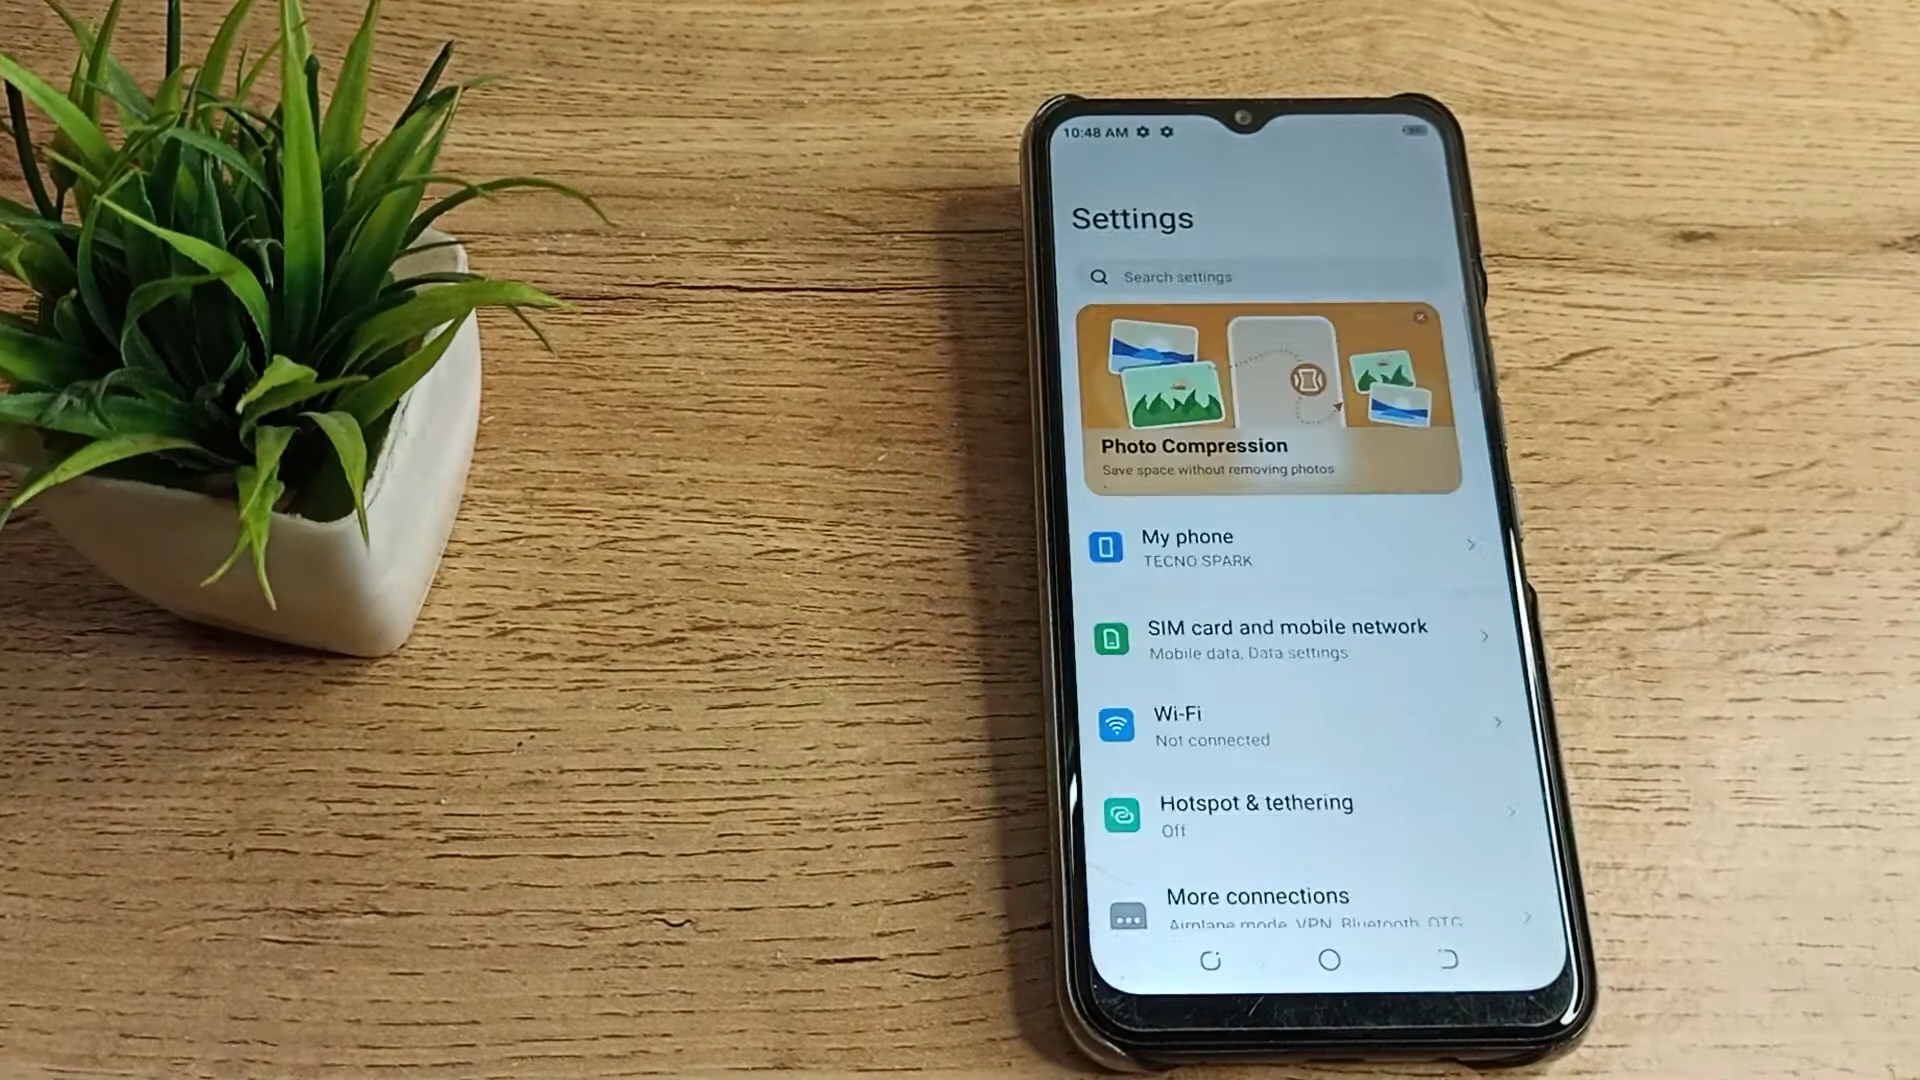 10:48 AM
Settings
Search settings
Photo Compression
Save space without removing photos
My phone
TECNO SPARK
SIM card and mobile network
Mobile data, Data settings
Wi-Fi
Not connected
Hotspot & tethering
Off
More connections
Airplane mode, VPN, Bluetooth, OTG